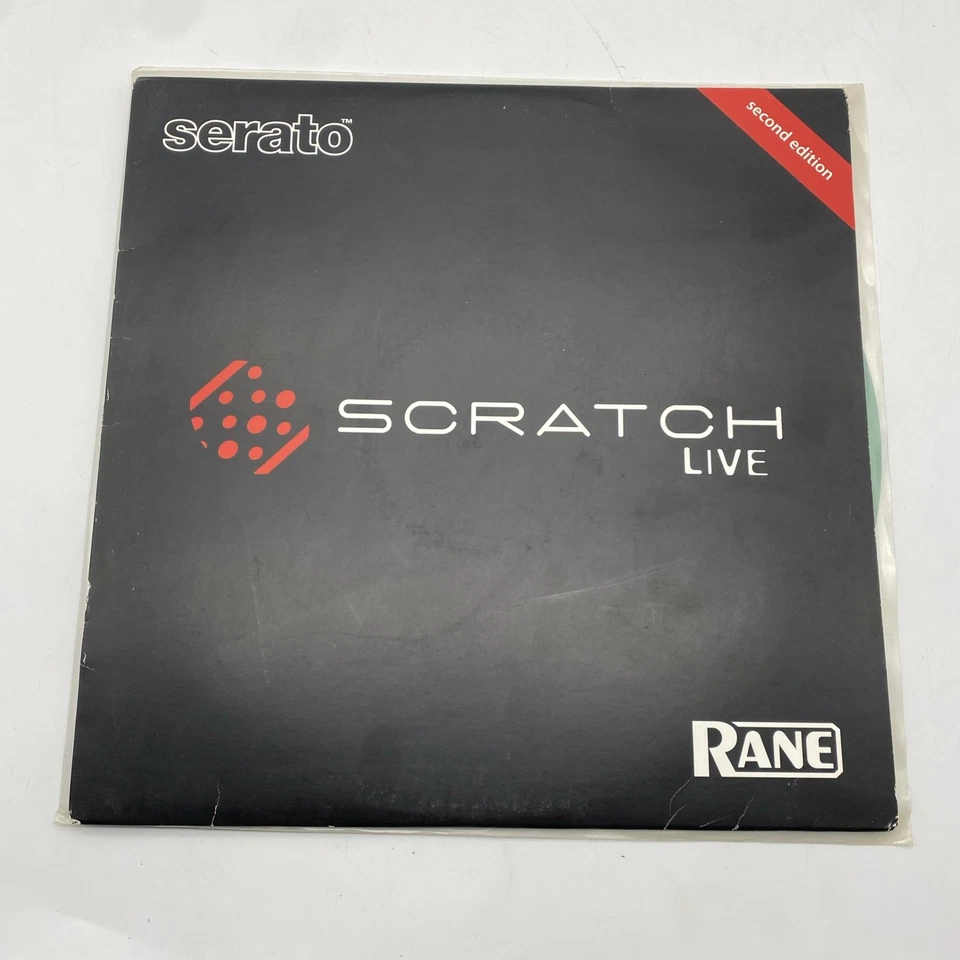 serato™
second edition
SCRATCH
LIVE
RANE